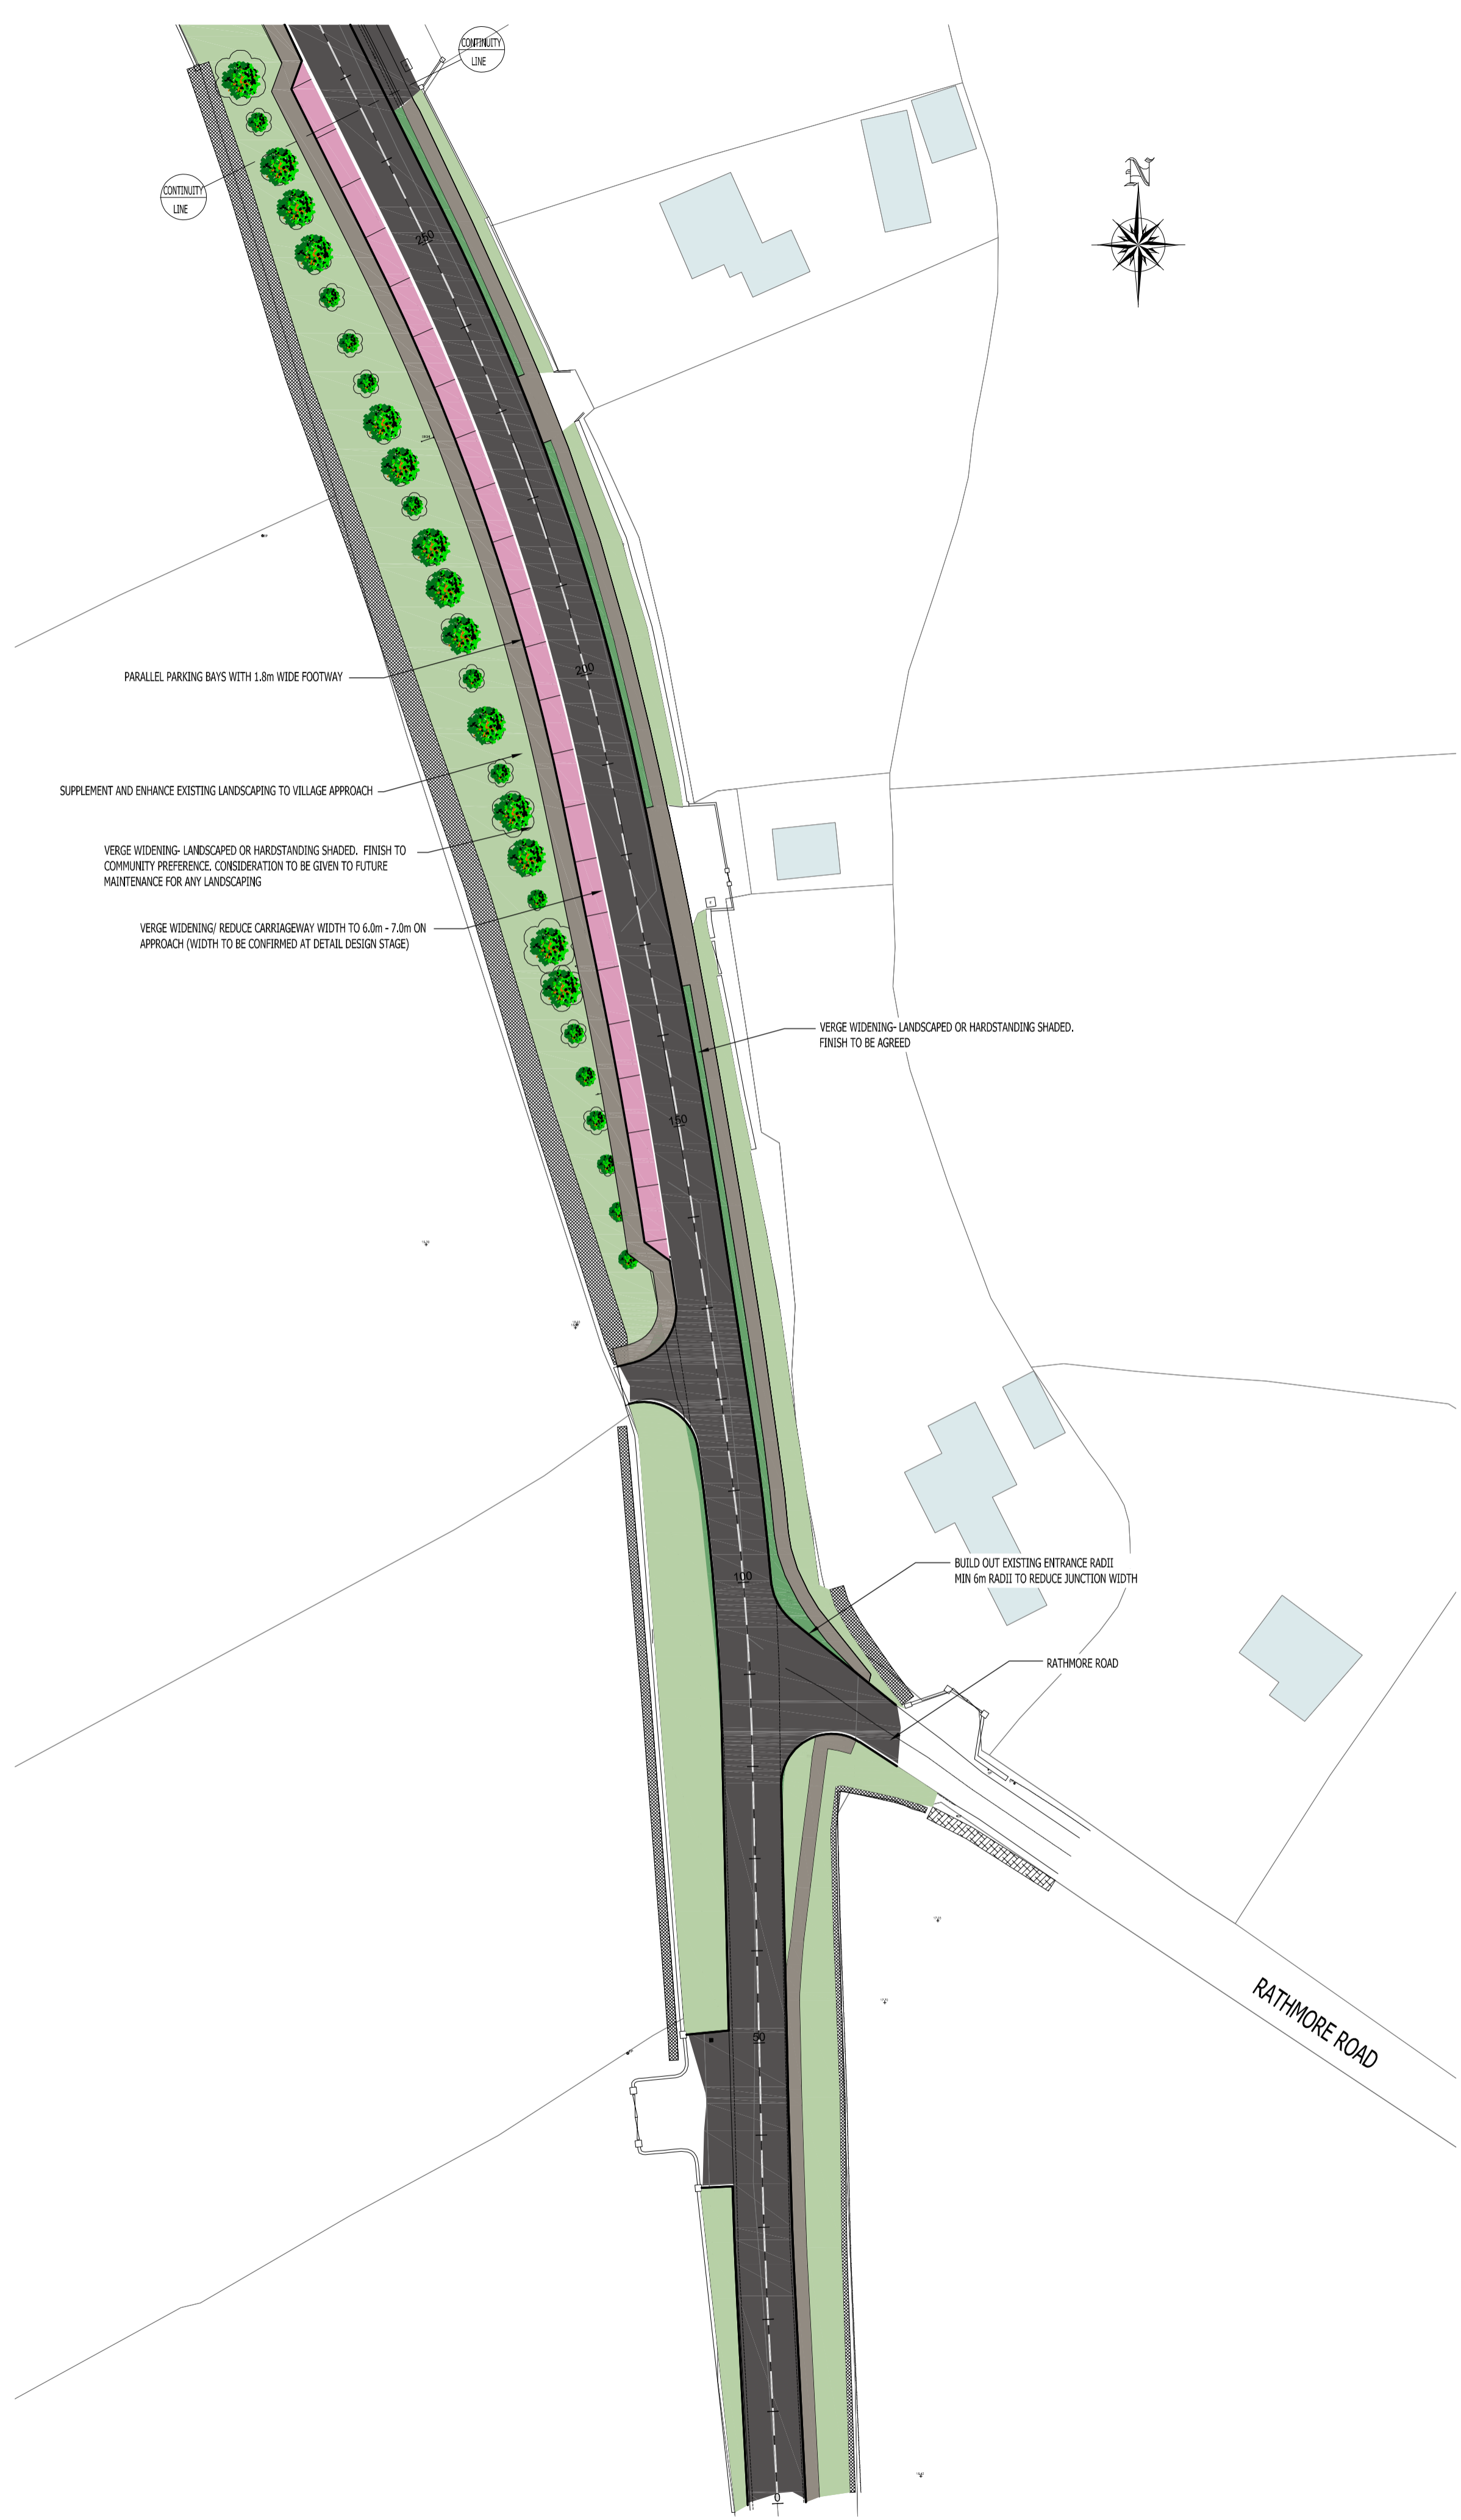 CONTINUITY
LINE
N
CONTINUITY
LINE
250
PARALLEL PARKING BAYS WITH 1.8m WIDE FOOTWAY
200
SUPPLEMENT AND ENHANCE EXISTING LANDSCAPING TO VILLAGE APPROACH
VERGE WIDENING- LANDSCAPED OR HARDSTANDING SHADED. FINISH TO
COMMUNITY PREFERENCE. CONSIDERATION TO BE GIVEN TO FUTURE
MAINTENANCE FOR ANY LANDSCAPING
VERGE WIDENING/ REDUCE CARRIAGEWAY WIDTH TO 6.0m - 7.0m ON
APPROACH (WIDTH TO BE CONFIRMED AT DETAIL DESIGN STAGE)
VERGE WIDENING- LANDSCAPED OR HARDSTANDING SHADED.
FINISH TO BE AGREED
150
BUILD OUT EXISTING ENTRANCE RADII
MIN 6m RADII TO REDUCE JUNCTION WIDTH
100
RATHMORE ROAD
RATHMORE ROAD
50
0